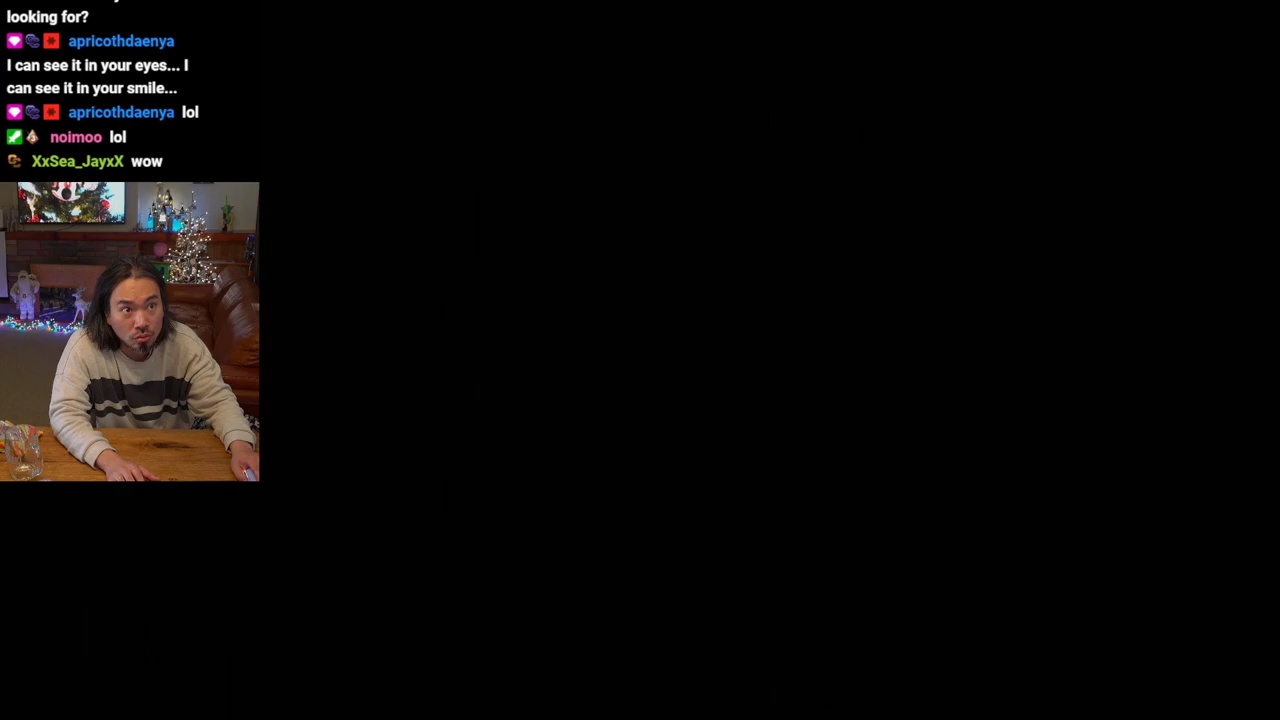 looking for?
apricothdaenya
I can see it in your eyes... I
can see it in your smile...
apricothdaenya lol
noimoo lol
XxSea_JayxX wow